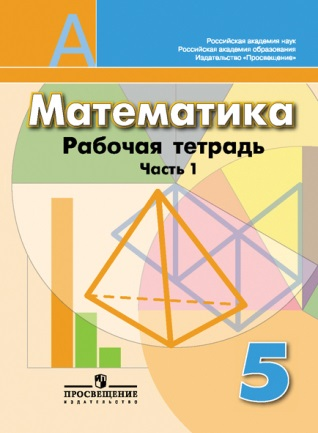 А
Российская академия наук
Российская академия образования
Издательство «Просвещение»
Математика
Рабочая тетрадь
Часть 1
5
ПРОСВЕЩЕНИЕ
ИЗДАТЕЛЬСТВО